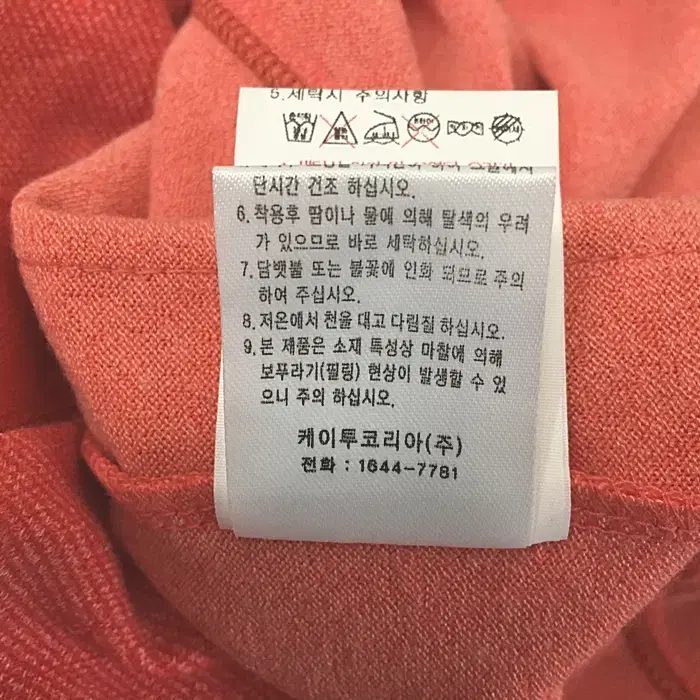 5.세탁시 주의사항
단시간 건조 하십시오.
6. 착용후 땀이나 물에 의해 탈색의 우려
가 있으므로 바로 세탁하십시오.
7. 담뱃불 또는 불꽃에 인화 되므로 주의
하여 주십시오.
8. 저온에서 천을 대고 다림질 하십시오.
9. 본 제품은 소재 특성상 마찰에 의해
보푸라기(필링) 현상이 발생할 수 있
으니 주의 하십시오.
케이투코리아(주)
전화 : 1644-7781